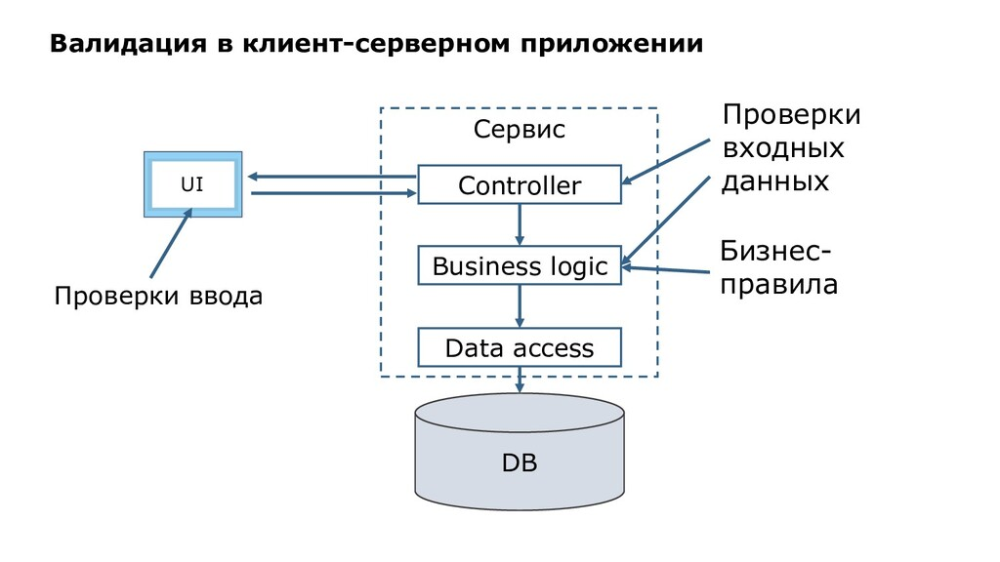 Валидация в клиент-серверном приложении
Сервис
Проверки
входных
данных
UI
Controller
Business logic
Бизнес-
правила
Проверки ввода
Data access
DB